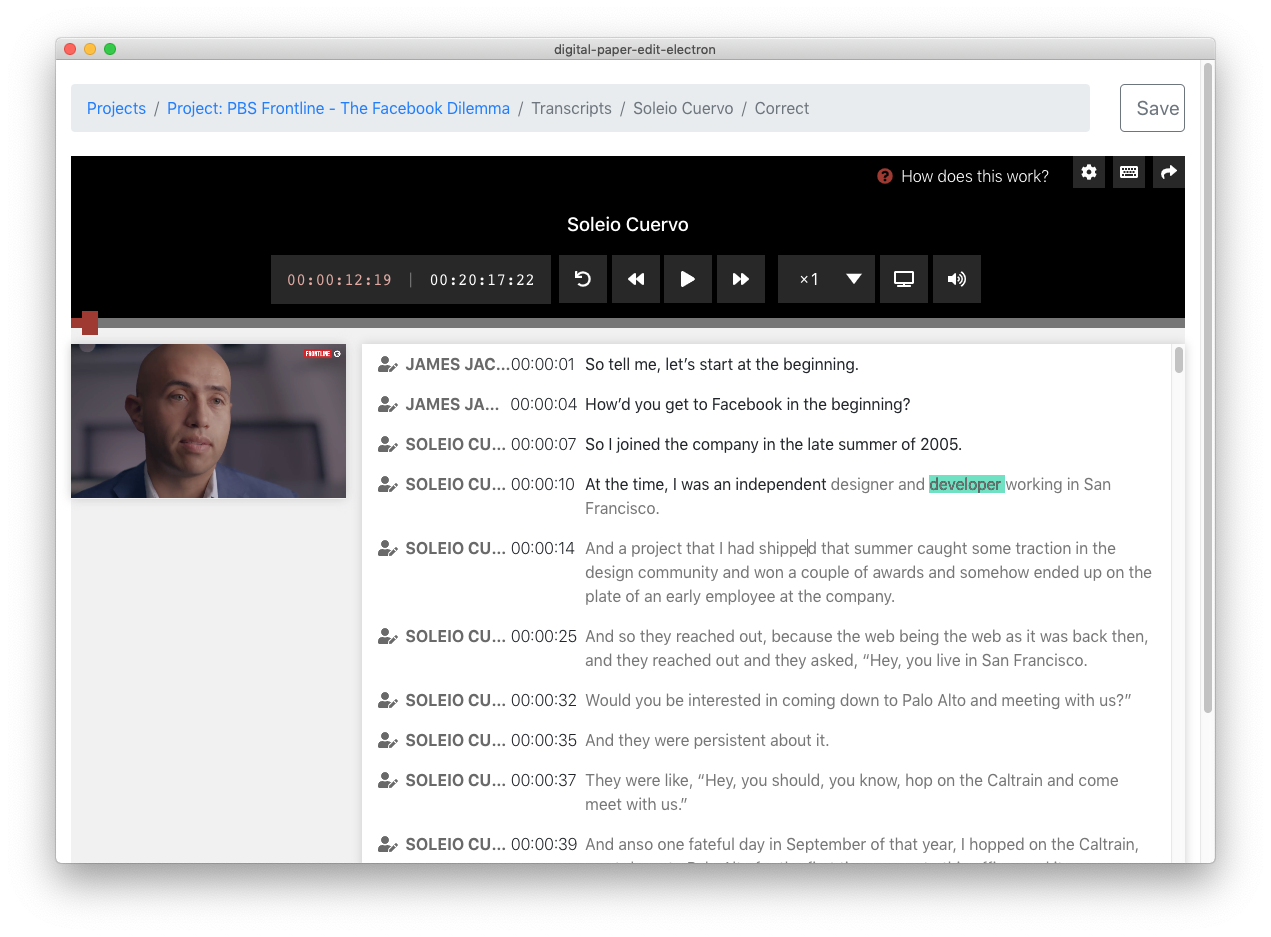 digital-paper-edit-electron
Projects / Project: PBS Frontline - The Facebook Dilemma / Transcripts / Soleio Cuervo / Correct
Save
How does this work?
Soleio Cuervo
00:00:12:19 | 00:20:17:22
×1
FRONTLINE
JAMES JAC... 00:00:01 So tell me, let’s start at the beginning.
JAMES JA... 00:00:04 How’d you get to Facebook in the beginning?
SOLEIO CU... 00:00:07 So I joined the company in the late summer of 2005.
SOLEIO CU... 00:00:10 At the time, I was an independent designer and developer working in San
Francisco.
SOLEIO CU... 00:00:14 And a project that I had shipped that summer caught some traction in the
design community and won a couple of awards and somehow ended up on the
plate of an early employee at the company.
SOLEIO CU... 00:00:25 And so they reached out, because the web being the web as it was back then,
and they reached out and they asked, “Hey, you live in San Francisco.
SOLEIO CU... 00:00:32 Would you be interested in coming down to Palo Alto and meeting with us?”
SOLEIO CU... 00:00:35 And they were persistent about it.
SOLEIO CU... 00:00:37 They were like, “Hey, you should, you know, hop on the Caltrain and come
meet with us.”
SOLEIO CU... 00:00:39 And anso one fateful day in September of that year, I hopped on the Caltrain,